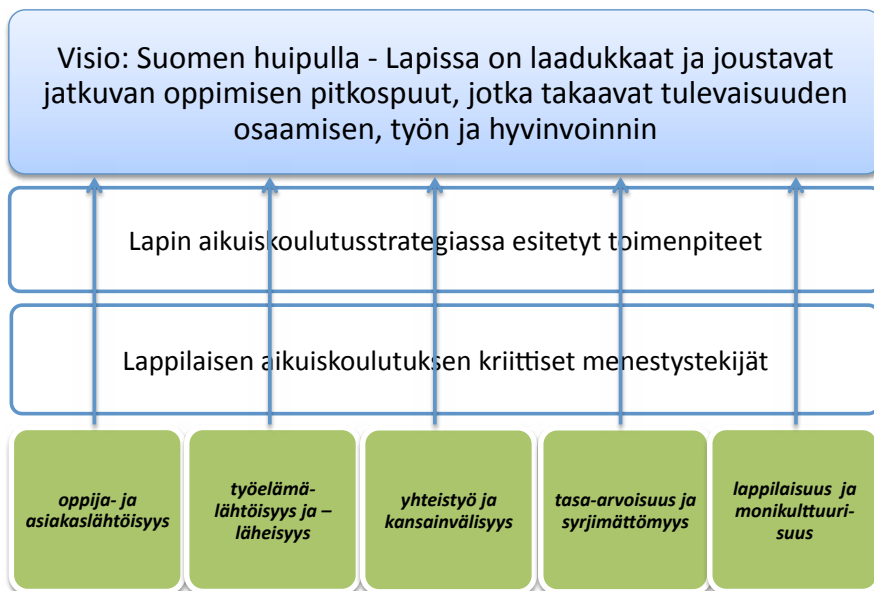 Visio: Suomen huipulla - Lapissa on laadukkaat ja joustavat
jatkuvan oppimisen pitkospuut, jotka takaavat tulevaisuuden
osaamisen, työn ja hyvinvoinnin
Lapin aikuiskoulutusstrategiassa esitetyt toimenpiteet
Lappilaisen aikuiskoulutuksen kriittiset menestystekijät
oppija- ja
asiakaslähtöisyys
työelämä-
lähtöisyys ja –
läheisyys
yhteistyö ja
kansainvälisyys
tasa-arvoisuus ja
syrjimättömyys
lappilaisuus ja
monikulttuuri-
suus